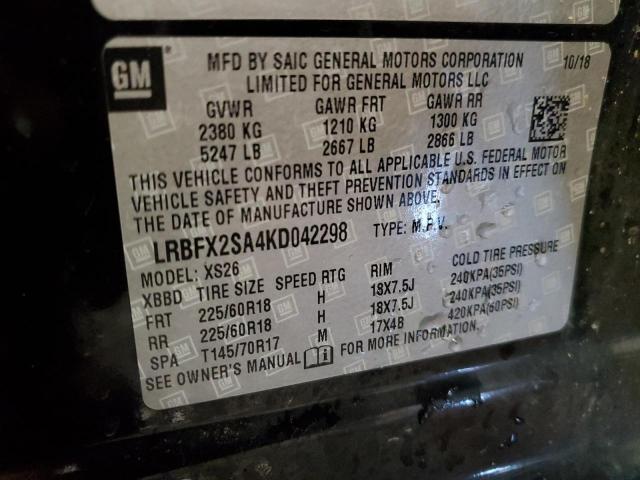 GM
MFD BY SAIC GENERAL MOTORS CORPORATION 10/18
LIMITED FOR GENERAL MOTORS LLC
GVWR GAWR FRT GAWR RR
2380 KG 1210 KG 1300 KG
5247 LB 2667 LB 2866 LB
THIS VEHICLE CONFORMS TO ALL APPLICABLE U.S. FEDERAL MOTOR
VEHICLE SAFETY AND THEFT PREVENTION STANDARDS IN EFFECT ON
THE DATE OF MANUFACTURE SHOWN ABOVE.
LRBFX2SA4KD042298 TYPE: M.P.V.
MODEL: XS26
XBBD TIRE SIZE SPEED RTG RIM COLD TIRE PRESSURE
FRT 225/60R18 H 18X7.5J 240KPA(35PSI)
RR 225/60R18 H 18X7.5J 240KPA(35PSI)
SPA T145/70R17 M 17X4B 420KPA(60PSI)
SEE OWNER'S MANUAL FOR MORE INFORMATION.